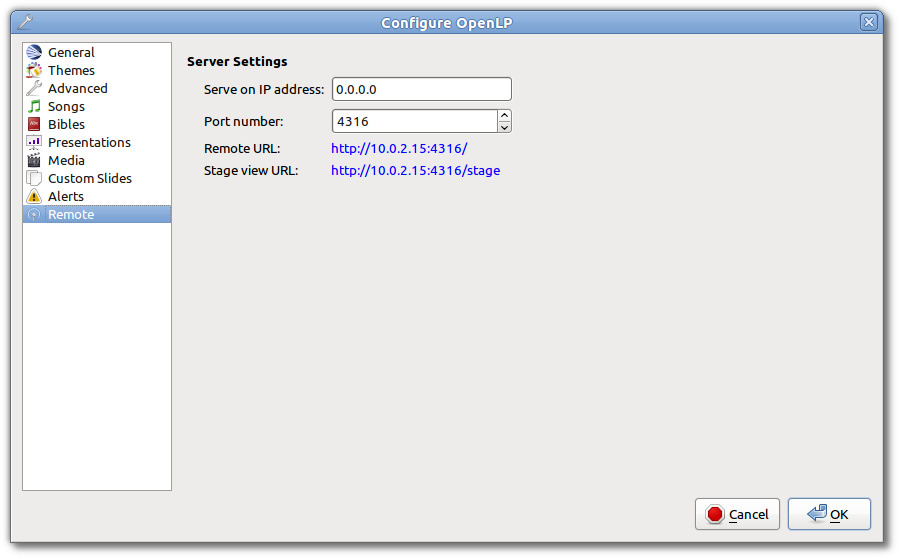 Configure OpenLP
General
Themes
Advanced
Songs
Bibles
Presentations
Media
Custom Slides
Alerts
Remote
Server Settings
Serve on IP address: 0.0.0.0
Port number: 4316
Remote URL: http://10.0.2.15:4316/
Stage view URL: http://10.0.2.15:4316/stage
Cancel OK